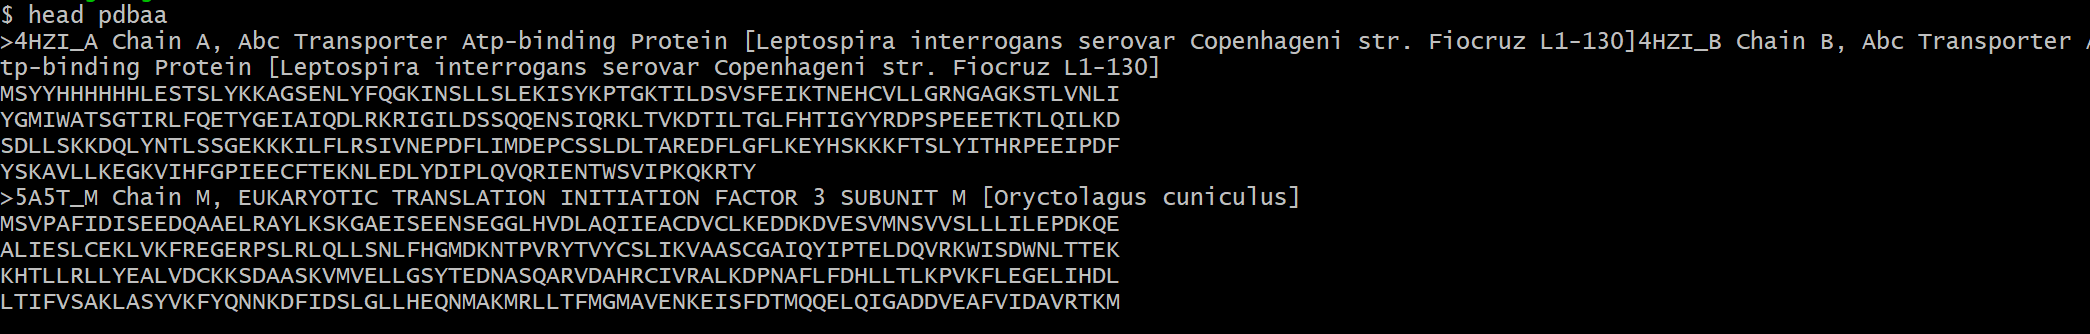 $ head pdbaa
>4HZI_A Chain A, Abc Transporter Atp-binding Protein [Leptospira interrogans serovar Copenhageni str. Fiocruz L1-130]4HZI_B Chain B, Abc Transporter A
tp-binding Protein [Leptospira interrogans serovar Copenhageni str. Fiocruz L1-130]
MSYYHHHHHHLESTSLYKKAGSENLYFQGKINSLLSLEKISYKPTGKTILDSVSFEIKTNEHCVLLGRNGAGKSTLVNLI
YGMIWATSGTIRLFQETYGEIAIQDLRKRIGILDSSQQENSIQRKLTVKDTILTGLFHTIGYYRDPSPEEETKTLQILKD
SDLLSKKDQLYNTLSSGEKKKILFLRSIVNEPDFLIMDEPCSSLDLTAREDFLGFLKEYHSKKKFTSLYITHRPEEIPDF
YSKAVLLKEGKVIHFGPIEECFTEKNLEDLYDIPLQVQRIENTWSVIPKQKRTY
>5A5T_M Chain M, EUKARYOTIC TRANSLATION INITIATION FACTOR 3 SUBUNIT M [Oryctolagus cuniculus]
MSVPAFIDISEEDQAAELRAYLKSKGAEISEENSEGGLHVDLAQIIEACDVCLKEDDKDVESVMNSVVSLLLILEPDKQE
ALIESLCEKLVKFREGERPSLRLQLLSNLFHGMDKNTPVRYTVYCSLIKVAASCGAIQYIPTELDQVRKWISDWNLTTEK
KHTLLRLLYEALVDCKKSDAASKVMVELLGSYTEDNASQARVDAHRCIVRALKDPNAFLFDHLLTLKPVKFLEGELIHDL
LTIFVSAKLASYVKFYQNNKDFIDSLGLLHEQNMAKMRLLTFMGMAVENKEISFDTMQQELQIGADDVEAFVIDAVRTKM